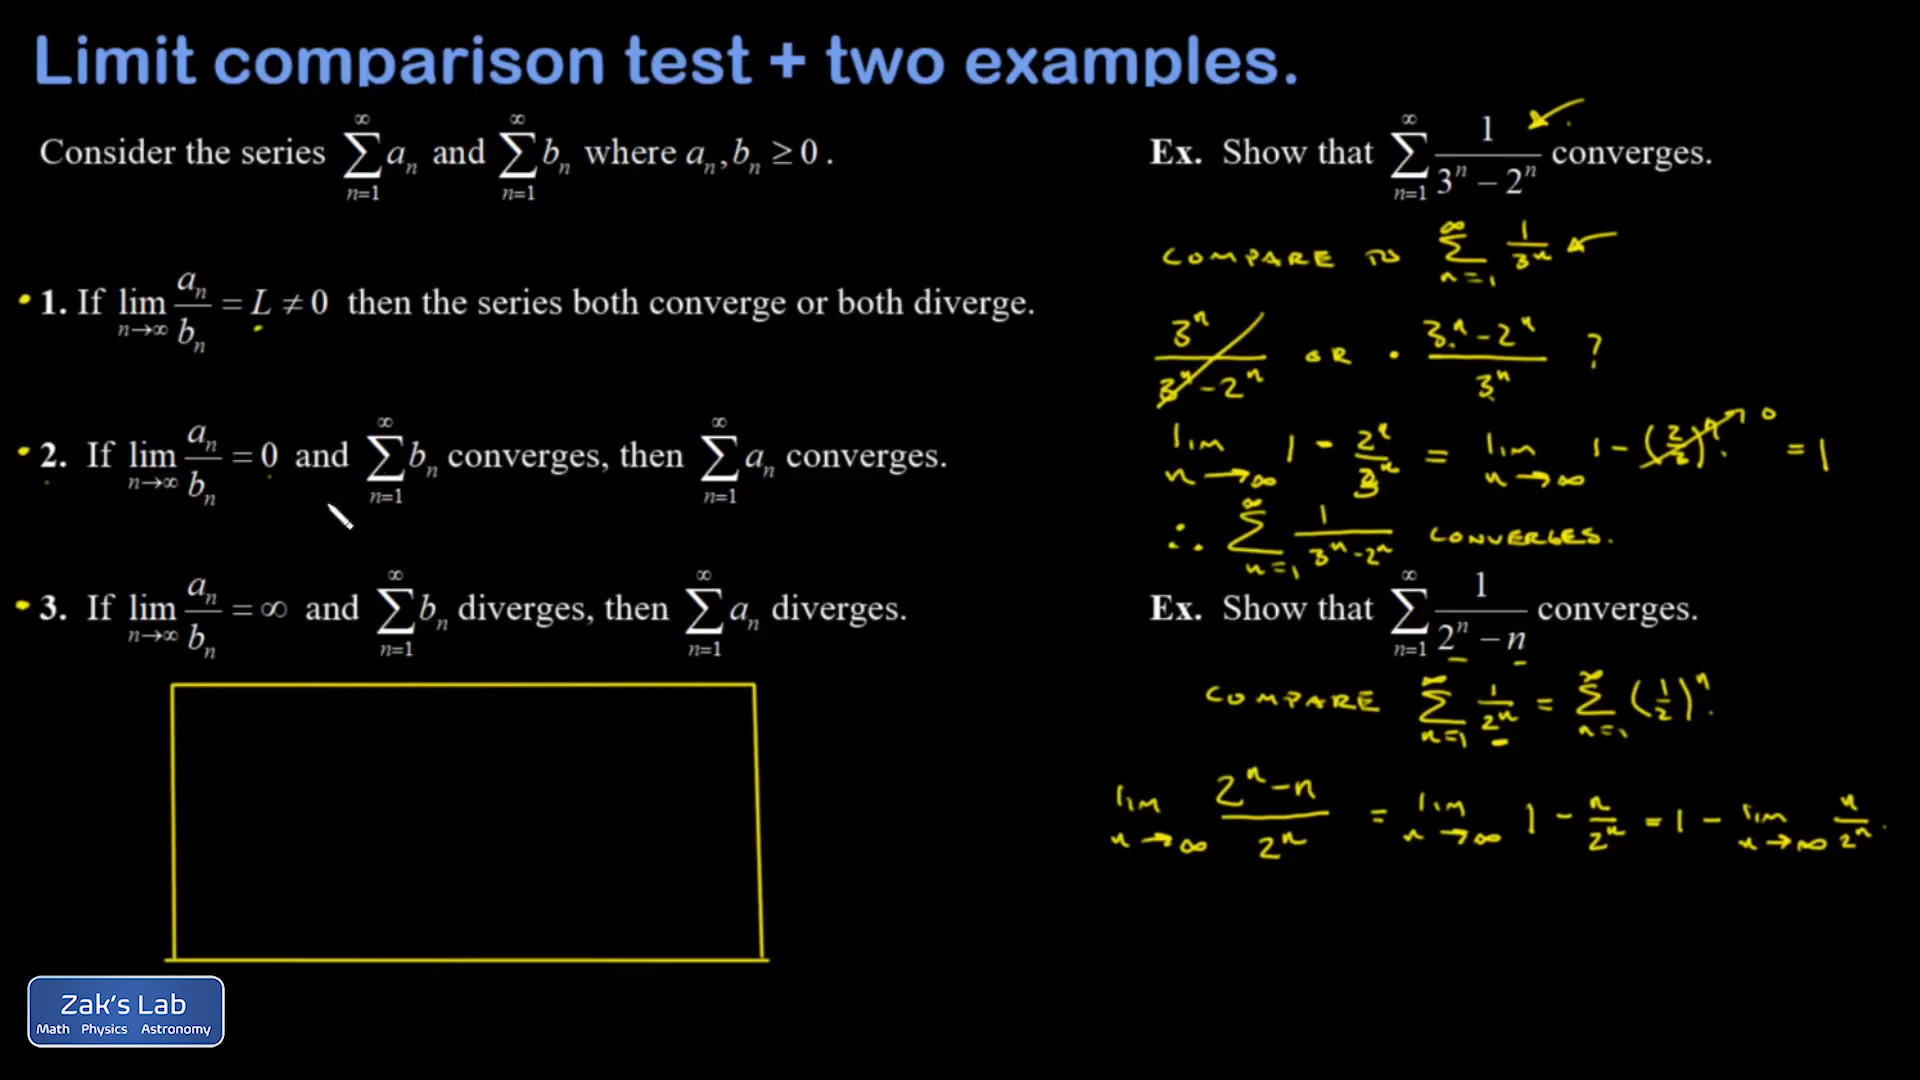 Limit comparison test + two examples.
Consider the series ∑_{n=1}^{∞} a_n and ∑_{n=1}^{∞} b_n where a_n, b_n ≥ 0.
• 1. If lim_{n→∞} a_n/b_n = L ≠ 0 then the series both converge or both diverge.
• 2. If lim_{n→∞} a_n/b_n = 0 and ∑_{n=1}^{∞} b_n converges, then ∑_{n=1}^{∞} a_n converges.
• 3. If lim_{n→∞} a_n/b_n = ∞ and ∑_{n=1}^{∞} b_n diverges, then ∑_{n=1}^{∞} a_n diverges.
Zak's Lab
Math Physics Astronomy
Ex. Show that ∑_{n=1}^{∞} 1/(3^n − 2^n) converges.
COMPARE TO ∑_{n=1}^{∞} 1/3^n
3^n/(3^n − 2^n) OR · (3^n − 2^n)/3^n ?
lim_{n→∞} 1 − 2^n/3^n = lim_{n→∞} 1 − (2/3)^n → 0 = 1
∴ ∑_{n=1}^{∞} 1/(3^n − 2^n) CONVERGES.
Ex. Show that ∑_{n=1}^{∞} 1/(2^n − n) converges.
COMPARE ∑_{n=1}^{∞} 1/2^n = ∑_{n=1}^{∞} (1/2)^n
lim_{n→∞} (2^n − n)/2^n = lim_{n→∞} 1 − n/2^n = 1 − lim_{n→∞} n/2^n.